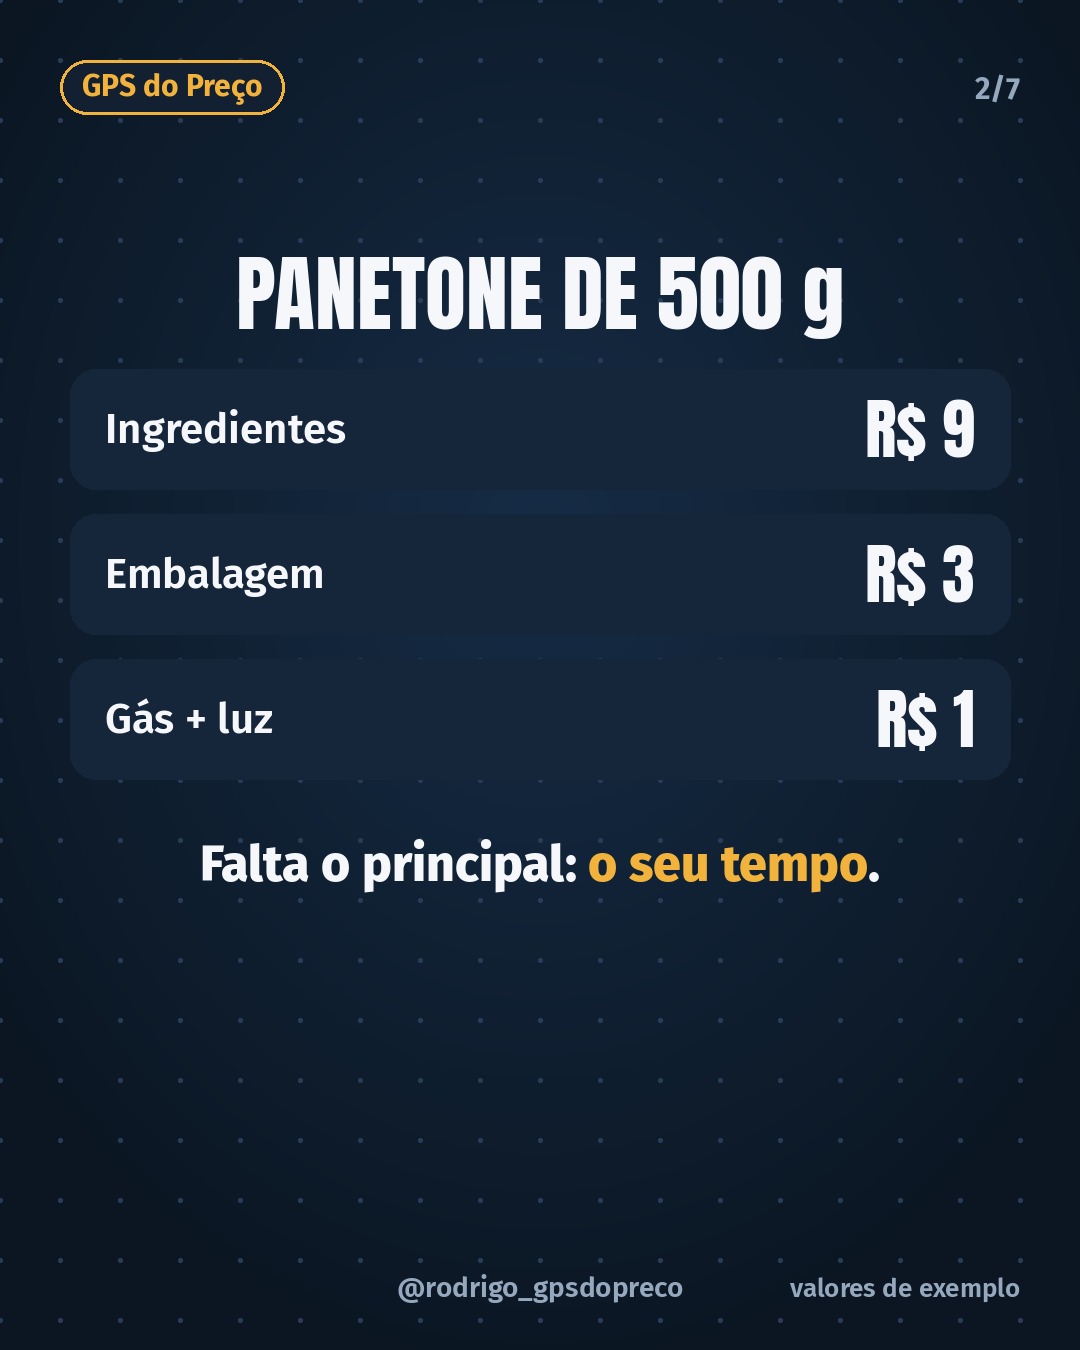 GPS do Preço
2/7
PANETONE DE 500 g
Ingredientes R$ 9
Embalagem R$ 3
Gás + luz R$ 1
Falta o principal: o seu tempo.
@rodrigo_gpsdopreco
valores de exemplo